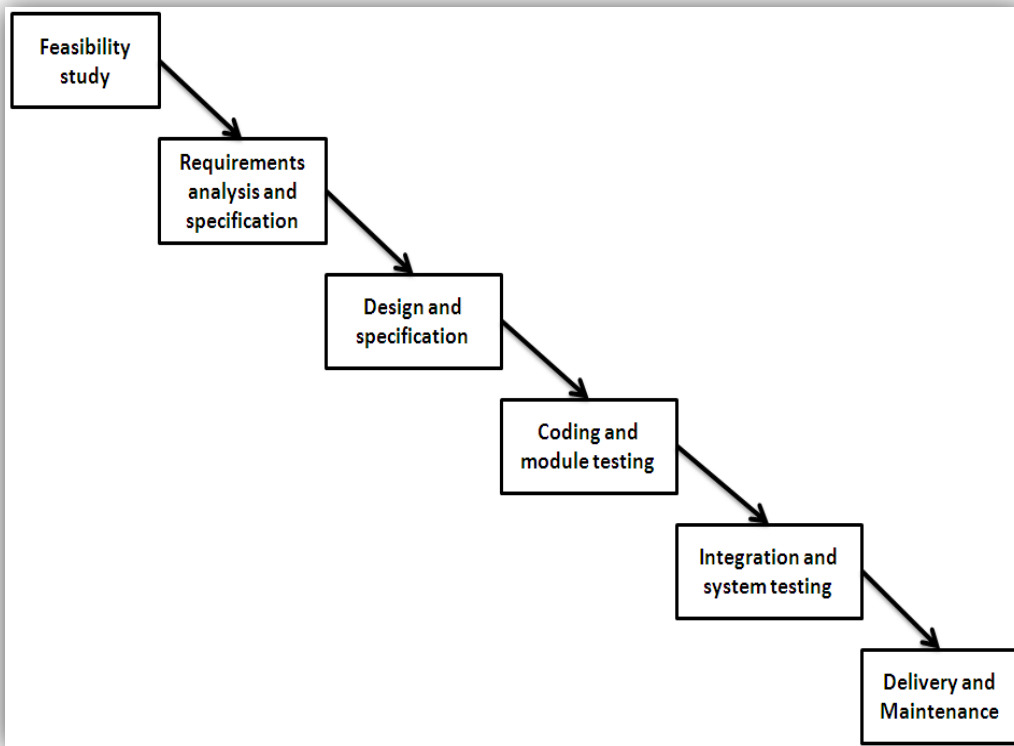 Feasibility
study
Requirements
analysis and
specification
Design and
specification
Coding and
module testing
Integration and
system testing
Delivery and
Maintenance